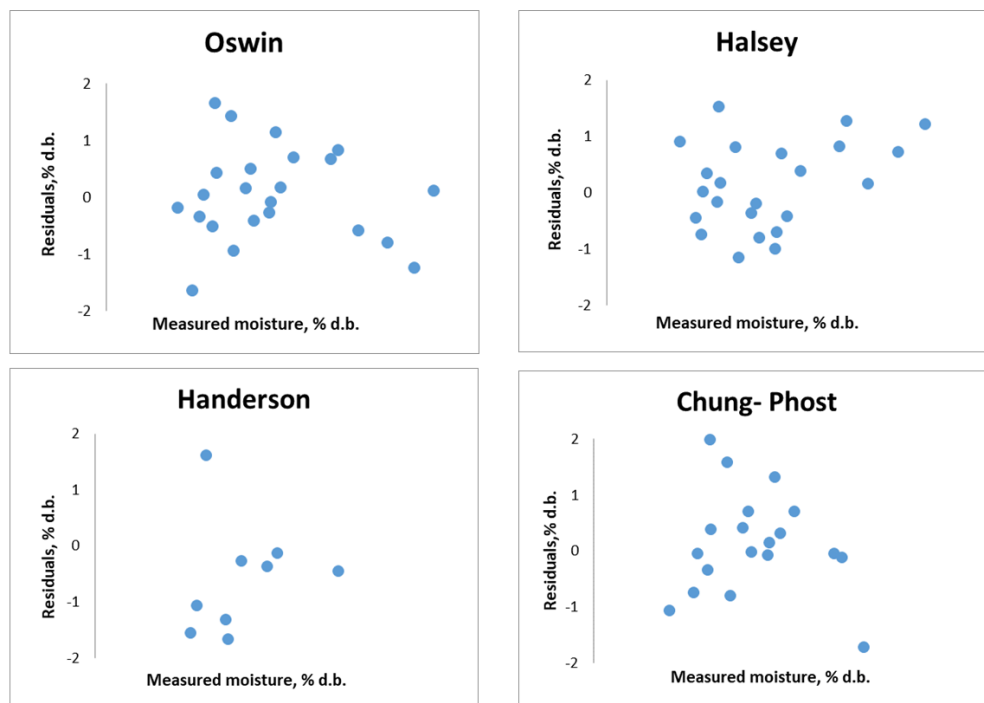 Oswin
2
1
0
-1
-2
Residuals,% d.b.
Measured moisture, % d.b.
Halsey
2
1
0
-1
-2
Residuals,% d.b.
Measured moisture, % d.b.
Handerson
2
1
0
-1
-2
Residuals, % d.b.
Measured moisture, % d.b.
Chung- Phost
2
1
0
-1
-2
Residuals,% d.b.
Measured moisture, % d.b.